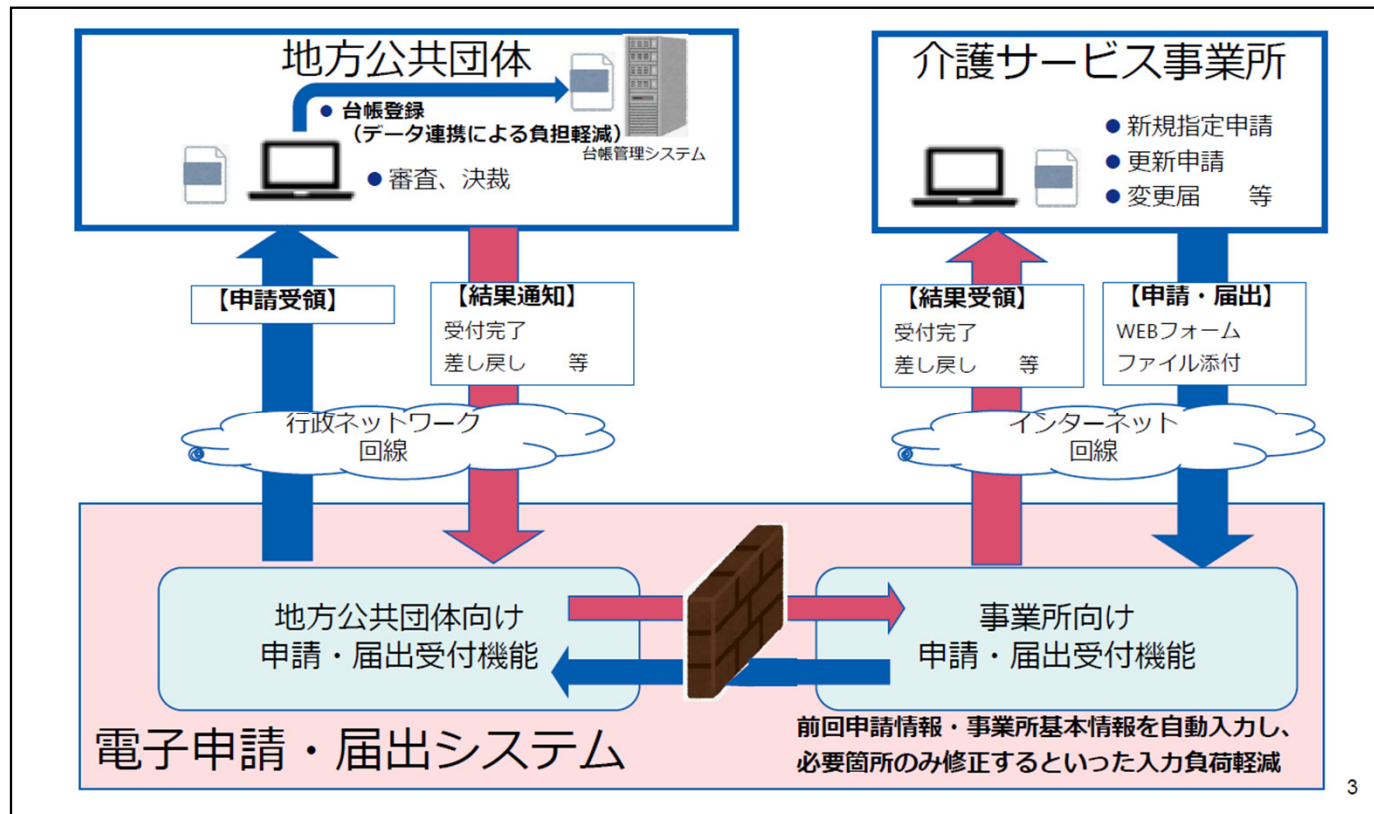 地方公共団体
● 台帳登録
（データ連携による負担軽減）
台帳管理システム
● 審査、決裁
介護サービス事業所
● 新規指定申請
● 更新申請
● 変更届　　等
【申請受領】
【結果通知】
受付完了
差し戻し　　等
【結果受領】
受付完了
差し戻し　　等
【申請・届出】
WEBフォーム
ファイル添付
行政ネットワーク
回線
インターネット
回線
地方公共団体向け
申請・届出受付機能
事業所向け
申請・届出受付機能
電子申請・届出システム
前回申請情報・事業所基本情報を自動入力し、
必要箇所のみ修正するといった入力負荷軽減
3